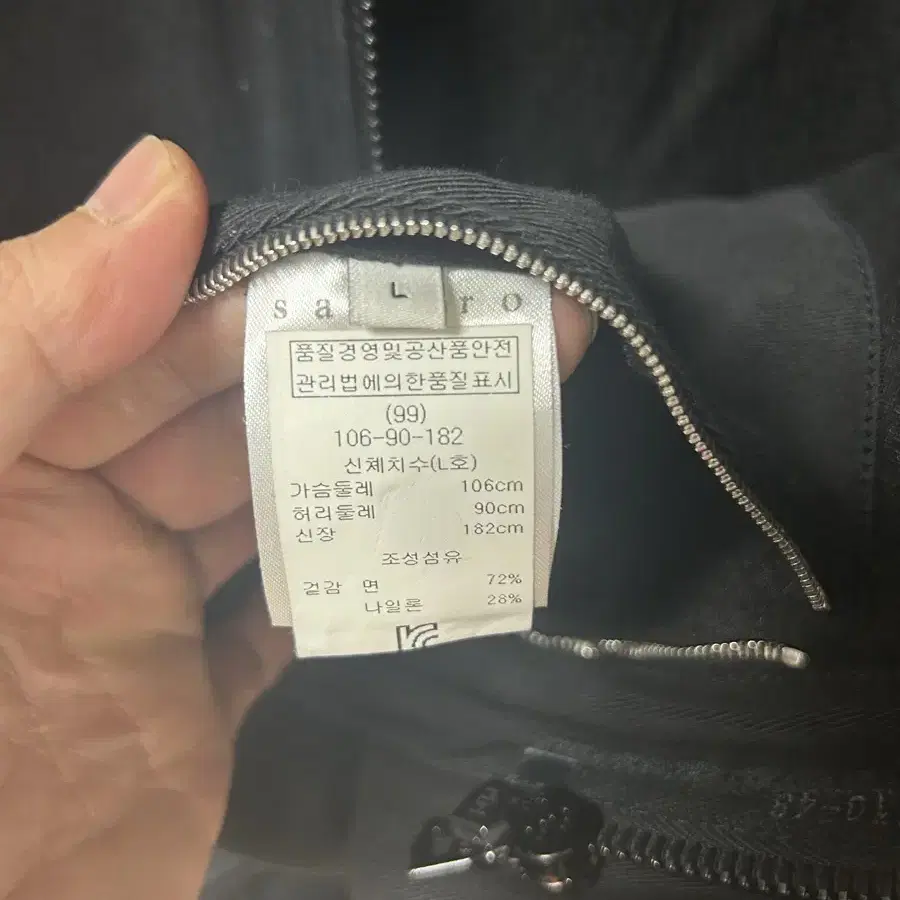 L
sa ro
품질경영및공산품안전
관리법에의한품질표시
(99)
106-90-182
신체치수(L호)
가슴둘레 106cm
허리둘레 90cm
신장 182cm
조성섬유
겉감 면 72%
나일론 28%